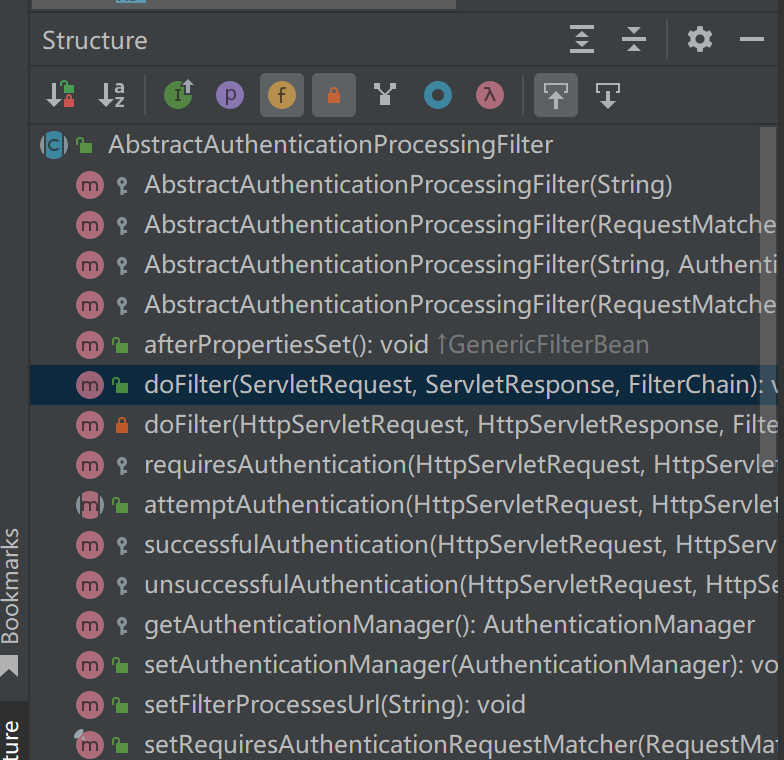 Structure
AbstractAuthenticationProcessingFilter
AbstractAuthenticationProcessingFilter(String)
AbstractAuthenticationProcessingFilter(RequestMatche
AbstractAuthenticationProcessingFilter(String, Authenti
AbstractAuthenticationProcessingFilter(RequestMatche
afterPropertiesSet(): void ↑GenericFilterBean
doFilter(ServletRequest, ServletResponse, FilterChain): v
doFilter(HttpServletRequest, HttpServletResponse, Filte
requiresAuthentication(HttpServletRequest, HttpServlet
attemptAuthentication(HttpServletRequest, HttpServlet
successfulAuthentication(HttpServletRequest, HttpServ
unsuccessfulAuthentication(HttpServletRequest, HttpSe
getAuthenticationManager(): AuthenticationManager
setAuthenticationManager(AuthenticationManager): vo
setFilterProcessesUrl(String): void
setRequiresAuthenticationRequestMatcher(RequestMat
Bookmarks
ture